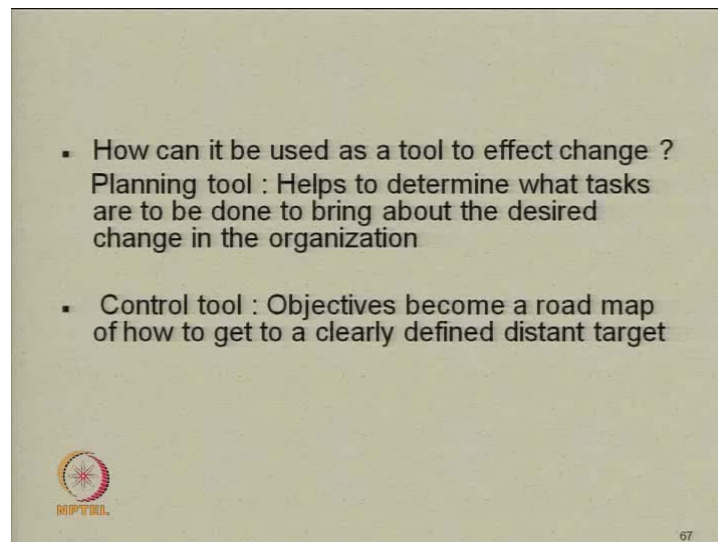 ▪ How can it be used as a tool to effect change ?
Planning tool : Helps to determine what tasks
are to be done to bring about the desired
change in the organization
▪ Control tool : Objectives become a road map
of how to get to a clearly defined distant target
NPTEL
67